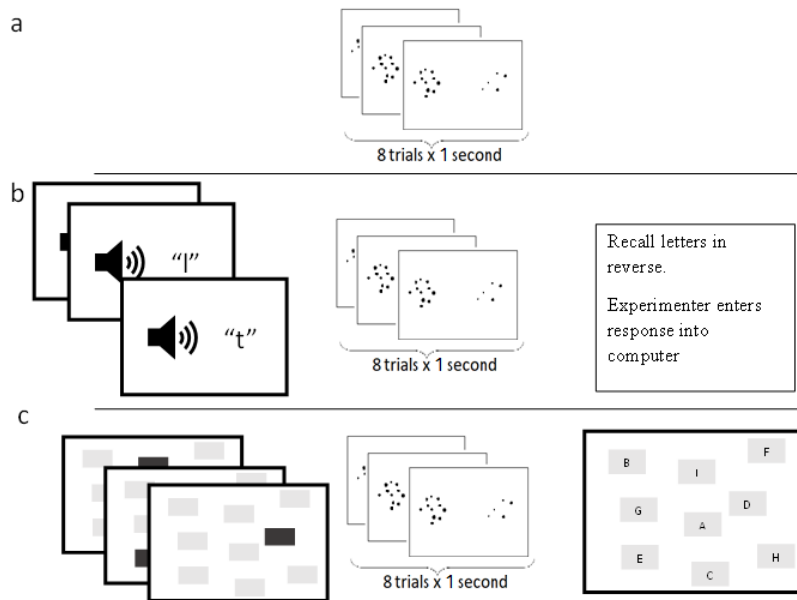 a
8 trials x 1 second
b
"l"
"t"
8 trials x 1 second
Recall letters in
reverse.
Experimenter enters
response into
computer
c
8 trials x 1 second
F
B
I
D
G
A
E
H
C